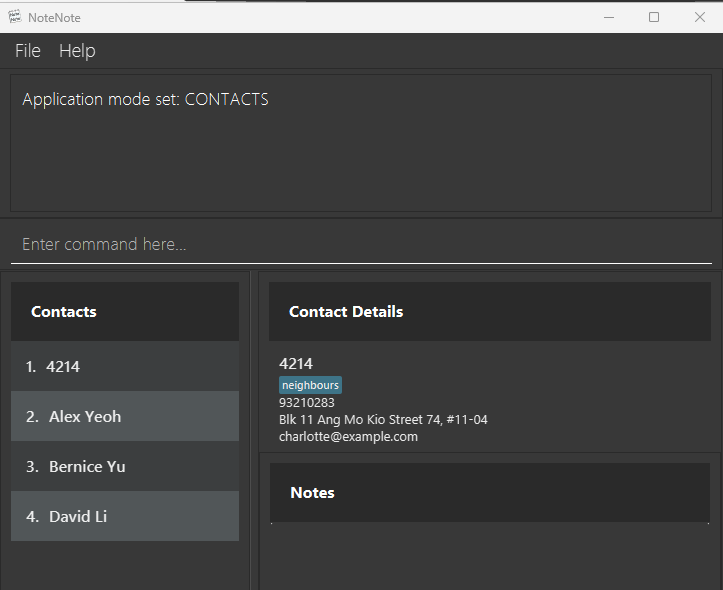 NoteNote
File Help
Application mode set: CONTACTS
Enter command here...
Contacts
1. 4214
2. Alex Yeoh
3. Bernice Yu
4. David Li
Contact Details
4214
neighbours
93210283
Blk 11 Ang Mo Kio Street 74, #11-04
charlotte@example.com
Notes